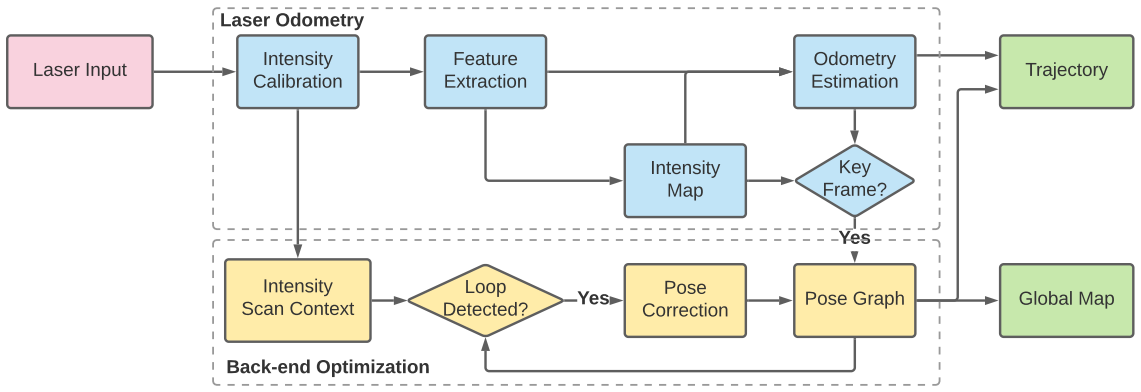 Laser Odometry
Laser Input
Intensity
Calibration
Feature
Extraction
Odometry
Estimation
Trajectory
Intensity
Map
Key
Frame?
Yes
Intensity
Scan Context
Loop
Detected?
Yes
Pose
Correction
Pose Graph
Global Map
Back-end Optimization